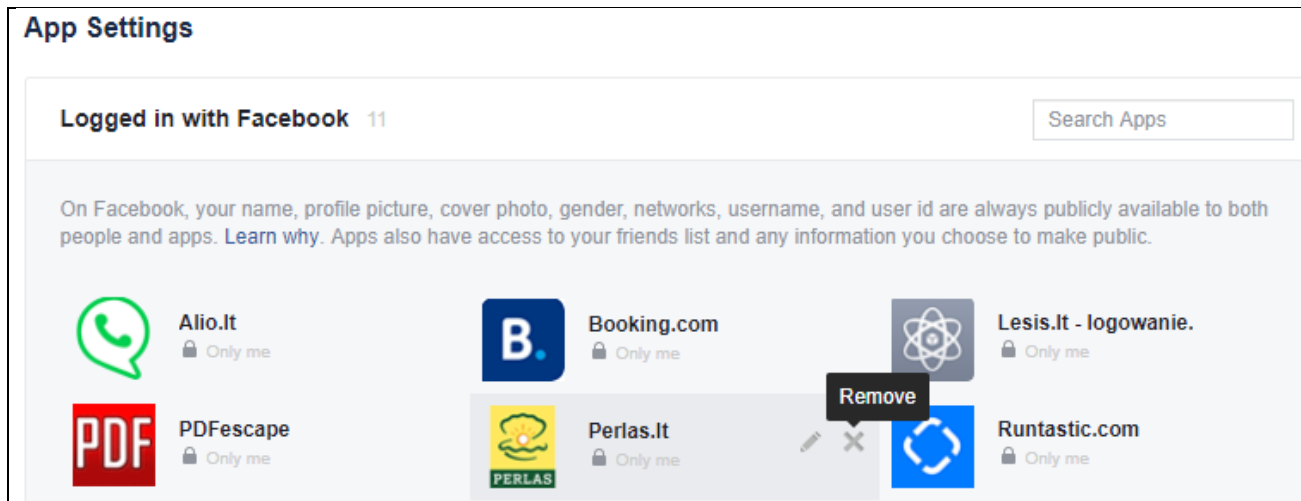 App Settings
Logged in with Facebook 11
Search Apps
On Facebook, your name, profile picture, cover photo, gender, networks, username, and user id are always publicly available to both
people and apps. Learn why. Apps also have access to your friends list and any information you choose to make public.
Alio.lt
Only me
B. Booking.com
Only me
Lesis.lt - logowanie.
Only me
Remove
PDF PDFescape
Only me
PERLAS Perlas.lt
Only me
Runtastic.com
Only me